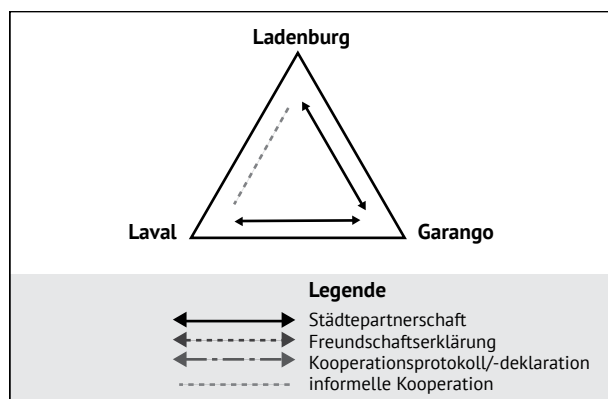 Ladenburg
Laval
Garango
Legende
Städtepartnerschaft
Freundschaftserklärung
Kooperationsprotokoll/-deklaration
informelle Kooperation